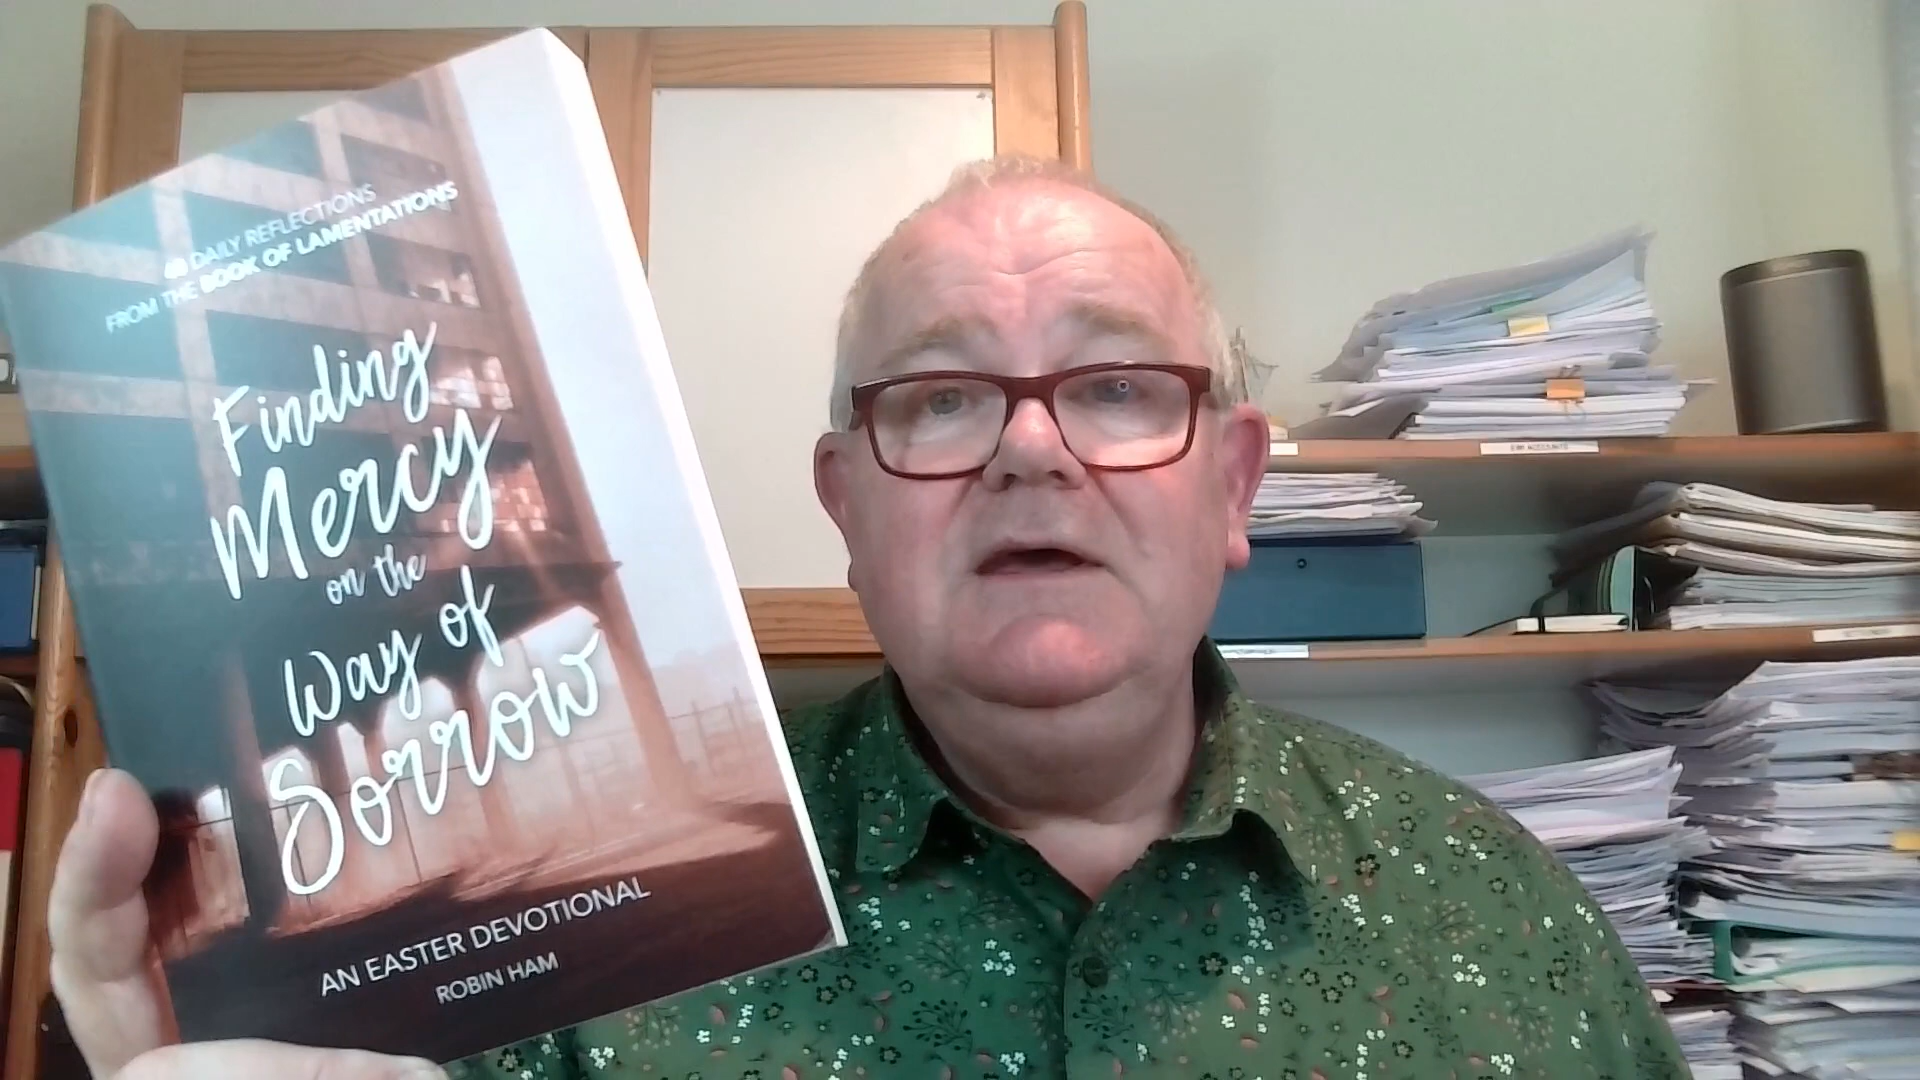 40 DAILY REFLECTIONS
FROM THE BOOK OF LAMENTATIONS
Finding
Mercy
on the
Way of
Sorrow
AN EASTER DEVOTIONAL
ROBIN HAM